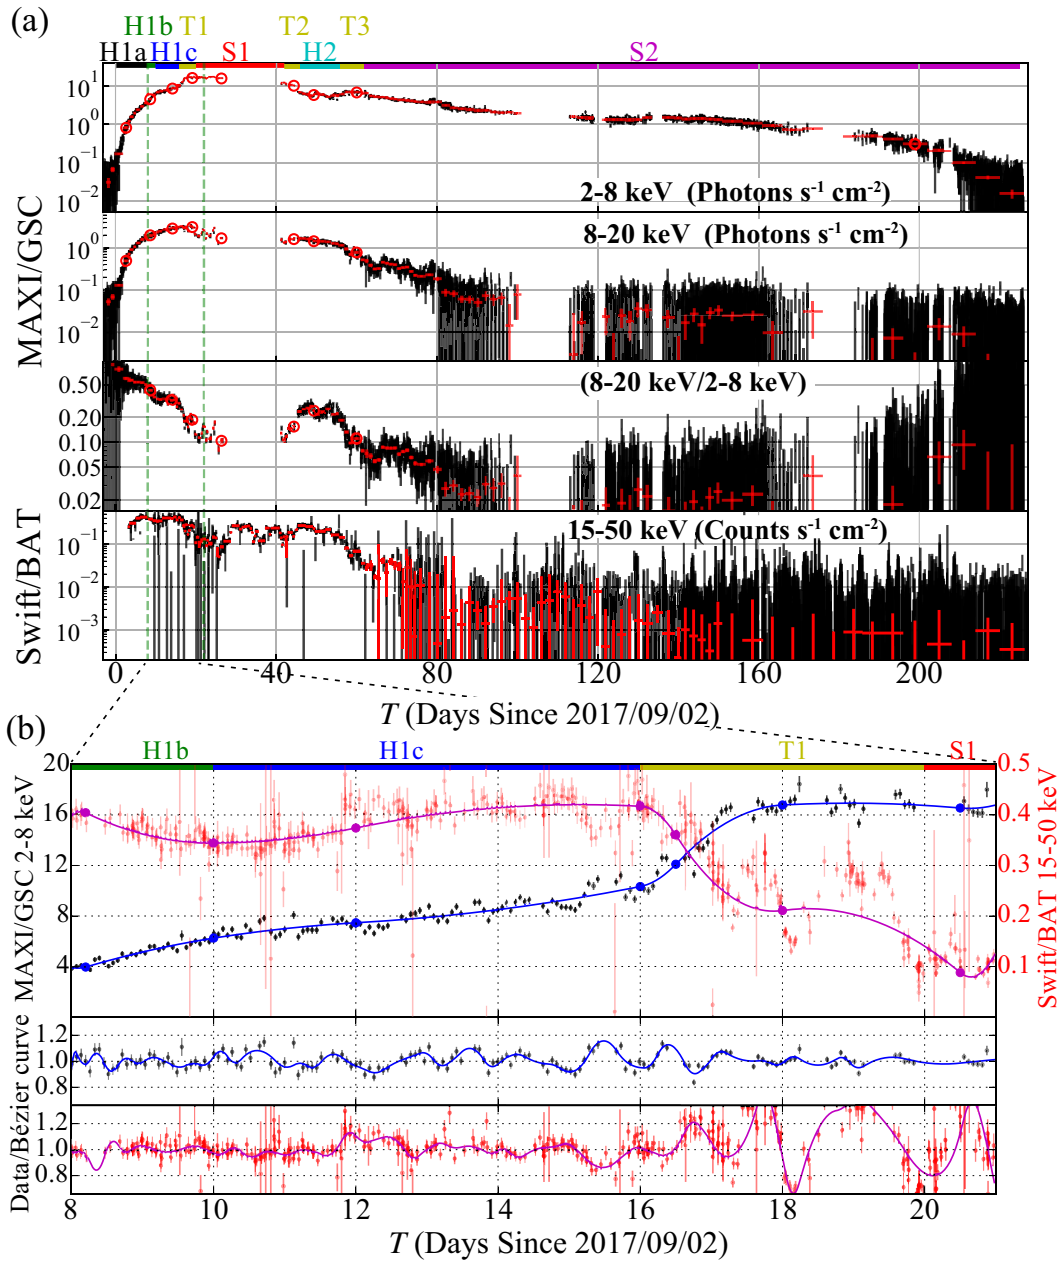 (a)
H1b T1 T2 T3
H1a H1c S1 H2 S2
10¹
10⁰
10⁻¹
10⁻²
2-8 keV (Photons s⁻¹ cm⁻²)
10⁰
10⁻¹
10⁻²
8-20 keV (Photons s⁻¹ cm⁻²)
MAXI/GSC
0.50
0.20
0.10
0.05
0.02
(8-20 keV/2-8 keV)
10⁻¹
10⁻²
10⁻³
15-50 keV (Counts s⁻¹ cm⁻²)
Swift/BAT
0 40 80 120 160 200
T (Days Since 2017/09/02)
(b)
H1b H1c T1 S1
20
16
12
8
4
MAXI/GSC 2-8 keV
0.5
0.4
0.3
0.2
0.1
Swift/BAT 15-50 keV
1.2
1.0
0.8
1.2
1.0
0.8
Data/Bézier curve
8 10 12 14 16 18 20
T (Days Since 2017/09/02)